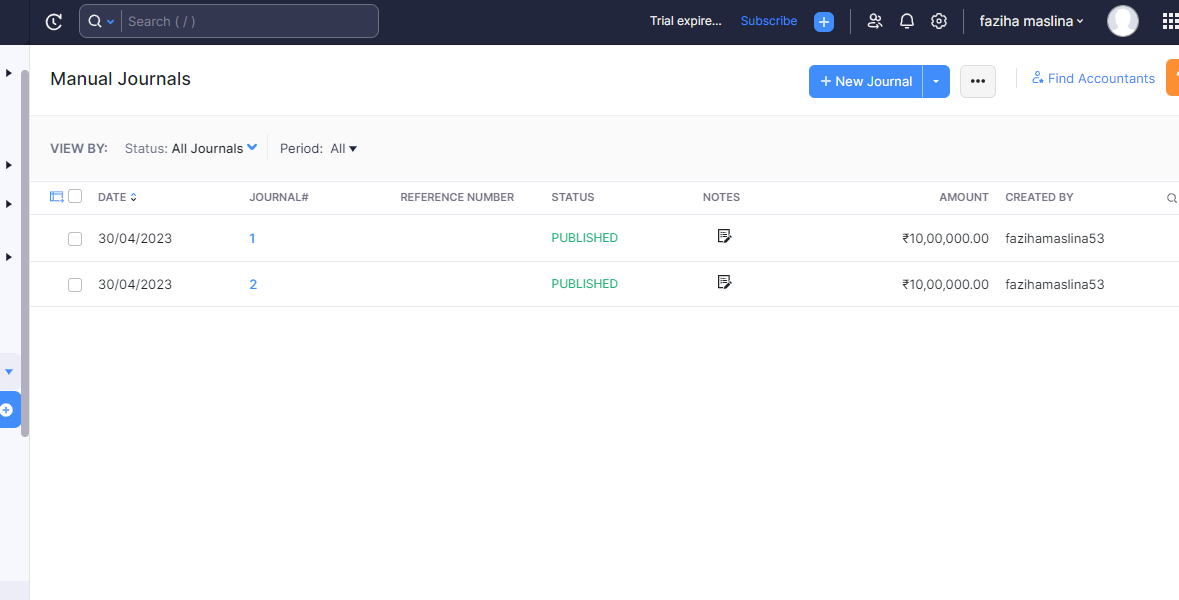 Search ( / )
Trial expire...
Subscribe
faziha maslina
Manual Journals
+ New Journal
Find Accountants
VIEW BY: Status: All Journals Period: All
DATE JOURNAL# REFERENCE NUMBER STATUS NOTES AMOUNT CREATED BY
30/04/2023 1 PUBLISHED ₹10,00,000.00 fazihamaslina53
30/04/2023 2 PUBLISHED ₹10,00,000.00 fazihamaslina53